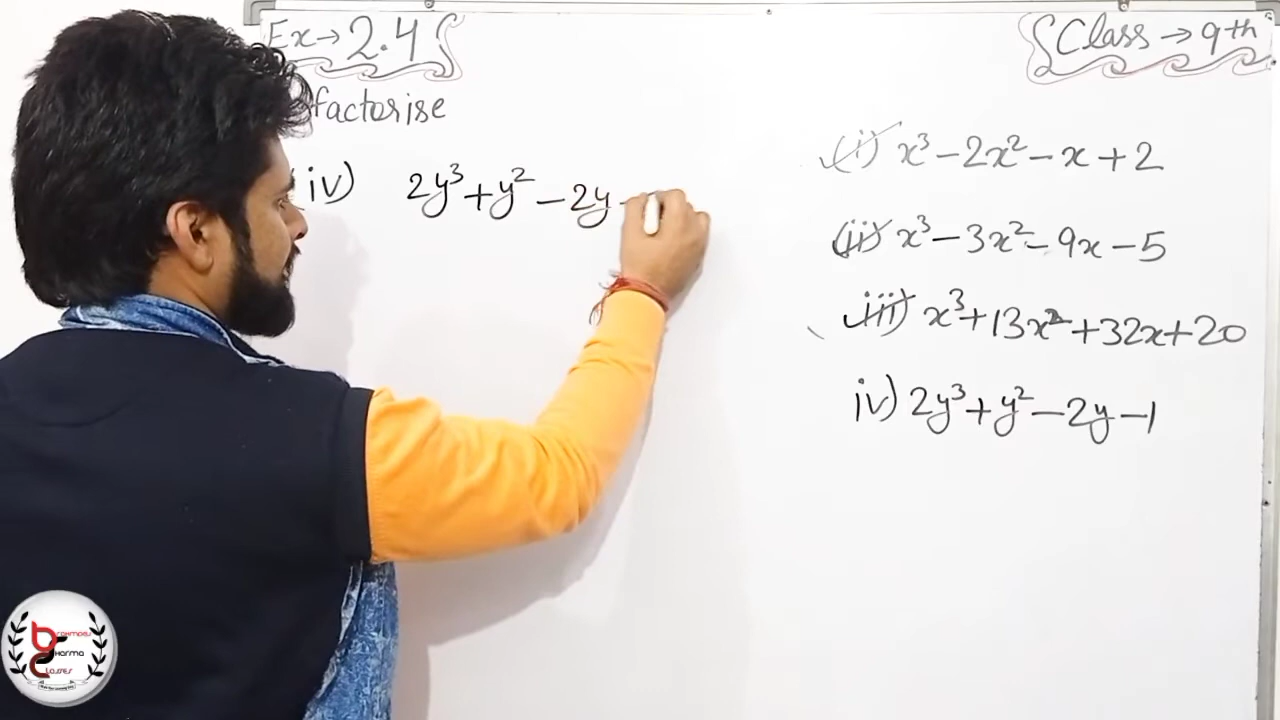 Ex→2.4
Class → 9th
factorise
(iv) 2y³+y²-2y-
(i) x³-2x²-x+2
(ii) x³-3x²-9x-5
iii) x³+13x²+32x+20
iv) 2y³+y²-2y-1